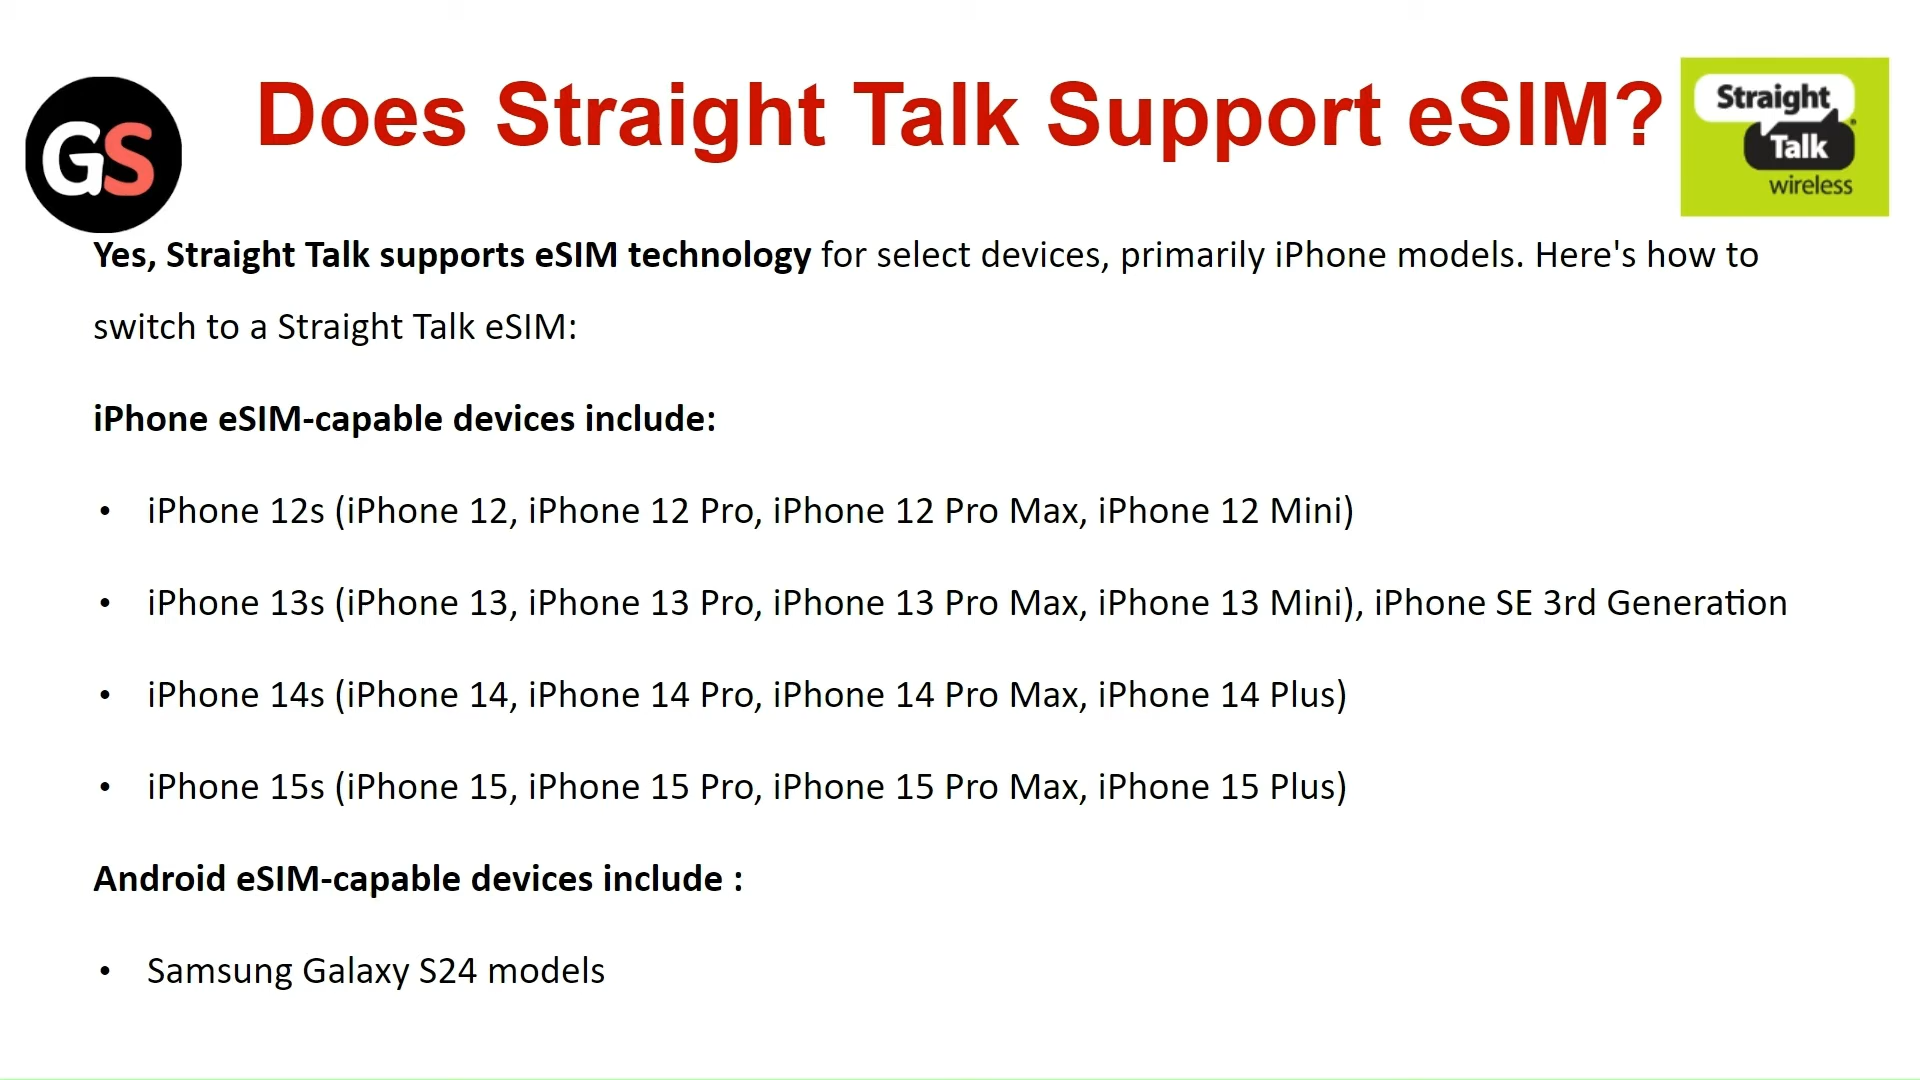 GS
Does Straight Talk Support eSIM?
Straight
Talk
wireless
Yes, Straight Talk supports eSIM technology for select devices, primarily iPhone models. Here's how to
switch to a Straight Talk eSIM:
iPhone eSIM-capable devices include:
• iPhone 12s (iPhone 12, iPhone 12 Pro, iPhone 12 Pro Max, iPhone 12 Mini)
• iPhone 13s (iPhone 13, iPhone 13 Pro, iPhone 13 Pro Max, iPhone 13 Mini), iPhone SE 3rd Generation
• iPhone 14s (iPhone 14, iPhone 14 Pro, iPhone 14 Pro Max, iPhone 14 Plus)
• iPhone 15s (iPhone 15, iPhone 15 Pro, iPhone 15 Pro Max, iPhone 15 Plus)
Android eSIM-capable devices include :
• Samsung Galaxy S24 models